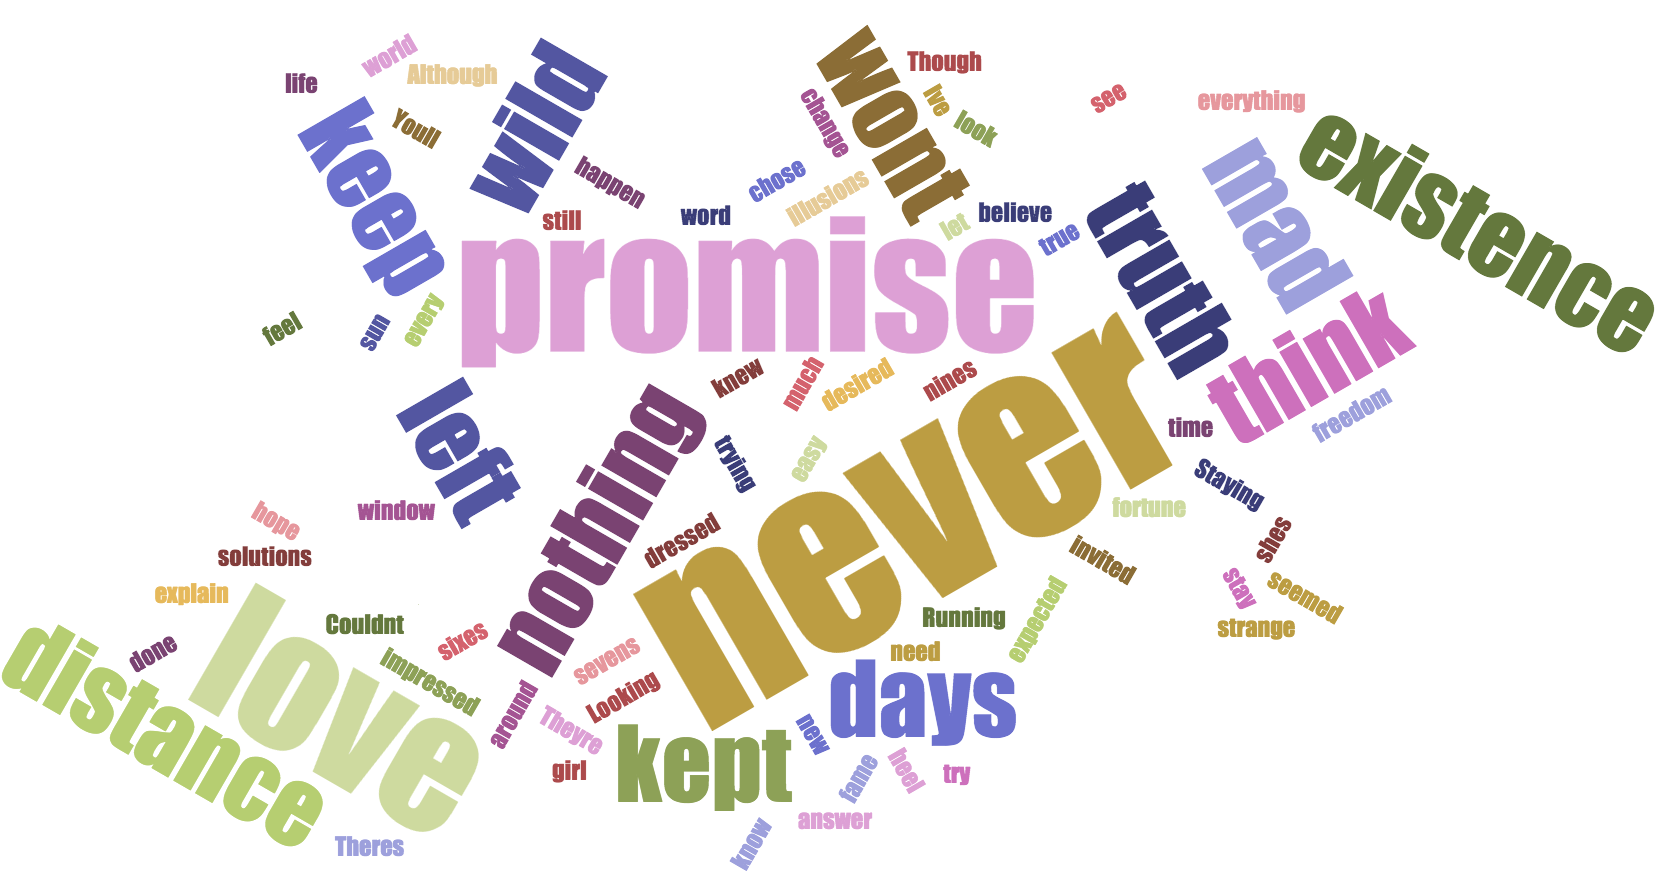 world
Although
life
Youll
keep
wild
happen
still
word
chose
Illusions
change
wont
Though
Ive
look
let
believe
true
see
everything
existence
mad
truth
think
freedom
promise
feel
sun
every
left
knew
much
desired
nines
time
never
nothing
trying
easy
dressed
window
hope
solutions
explain
love
distance
done
Couldnt
impressed
sixes
sevens
Looking
around
Theyre
girl
Theres
kept
days
need
Running
expected
invited
fortune
Staying
shes
stay
seemed
strange
new
fame
heel
try
answer
know